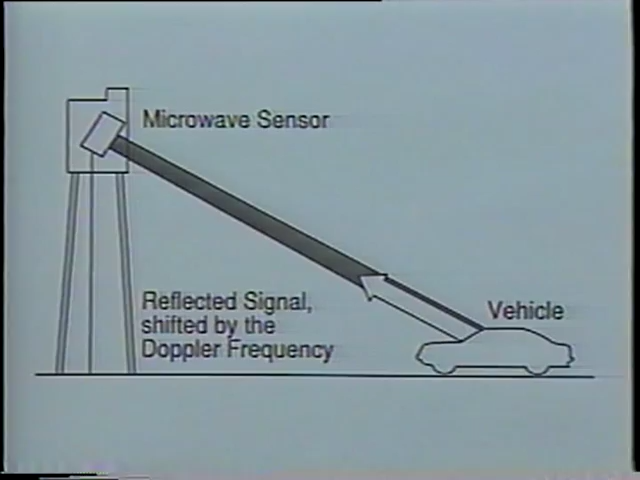 Microwave Sensor
Reflected Signal,
shifted by the
Doppler Frequency
Vehicle